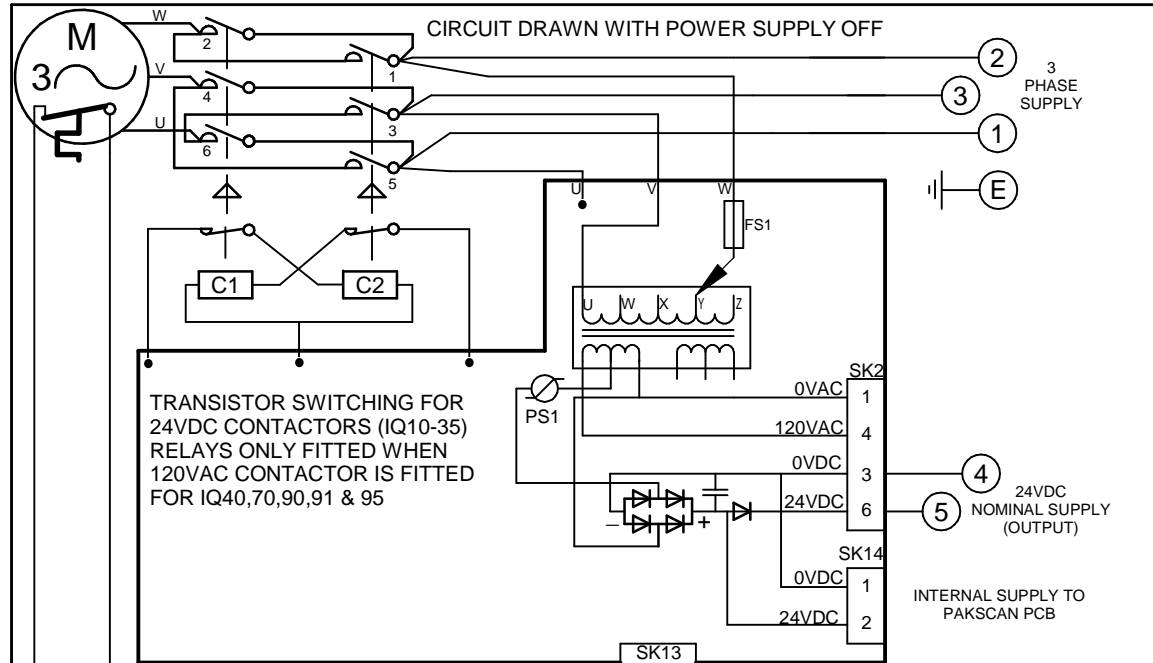 W
CIRCUIT DRAWN WITH POWER SUPPLY OFF
M
3
2
1
2
3
PHASE
SUPPLY
V
4
3
3
U
6
5
1
U
V
W
E
FS1
C1
C2
U
W
X
Y
Z
TRANSISTOR SWITCHING FOR
24VDC CONTACTORS (IQ10-35)
RELAYS ONLY FITTED WHEN
120VAC CONTACTOR IS FITTED
FOR IQ40,70,90,91 & 95
PS1
SK2
0VAC
1
120VAC
4
0VDC
3
4
24VDC
6
5
24VDC
NOMINAL SUPPLY
(OUTPUT)
–
+
SK14
0VDC
1
24VDC
2
INTERNAL SUPPLY TO
PAKSCAN PCB
SK13